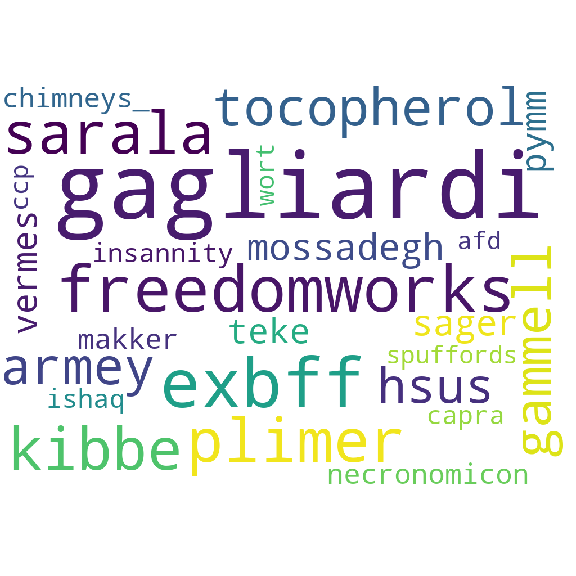 chimneys_
tocopherol
pymm
sarala
gagliardi
wort
ccp
vermes
insannity
mossadegh
afd
freedomworks
gammell
makker
teke
sager
armey
exbff
spuffords
hsus
ishaq
capra
kibbe
plimer
necronomicon